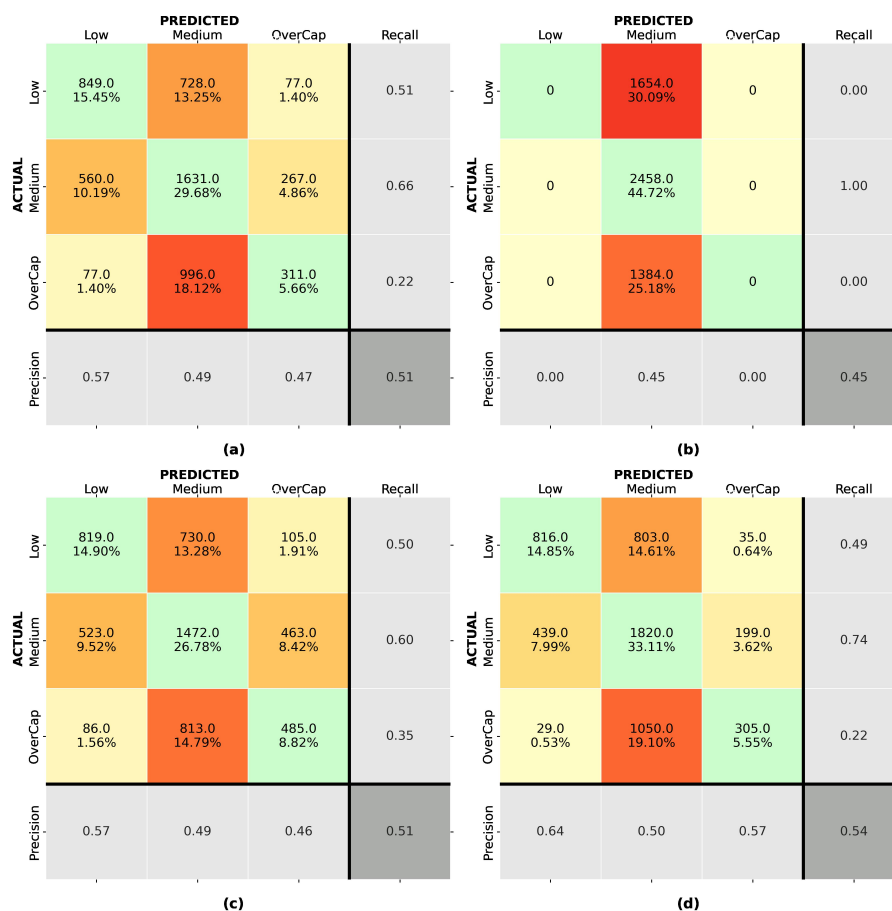 PREDICTED
Low Medium OverCap Recall
ACTUAL
Low
849.0 728.0 77.0 0.51
15.45% 13.25% 1.40%
Medium
560.0 1631.0 267.0 0.66
10.19% 29.68% 4.86%
OverCap
77.0 996.0 311.0 0.22
1.40% 18.12% 5.66%
Precision
0.57 0.49 0.47 0.51
(a)
PREDICTED
Low Medium OverCap Recall
ACTUAL
Low
0 1654.0 0 0.00
30.09%
Medium
0 2458.0 0 1.00
44.72%
OverCap
0 1384.0 0 0.00
25.18%
Precision
0.00 0.45 0.00 0.45
(b)
PREDICTED
Low Medium OverCap Recall
ACTUAL
Low
819.0 730.0 105.0 0.50
14.90% 13.28% 1.91%
Medium
523.0 1472.0 463.0 0.60
9.52% 26.78% 8.42%
OverCap
86.0 813.0 485.0 0.35
1.56% 14.79% 8.82%
Precision
0.57 0.49 0.46 0.51
(c)
PREDICTED
Low Medium OverCap Recall
ACTUAL
Low
816.0 803.0 35.0 0.49
14.85% 14.61% 0.64%
Medium
439.0 1820.0 199.0 0.74
7.99% 33.11% 3.62%
OverCap
29.0 1050.0 305.0 0.22
0.53% 19.10% 5.55%
Precision
0.64 0.50 0.57 0.54
(d)